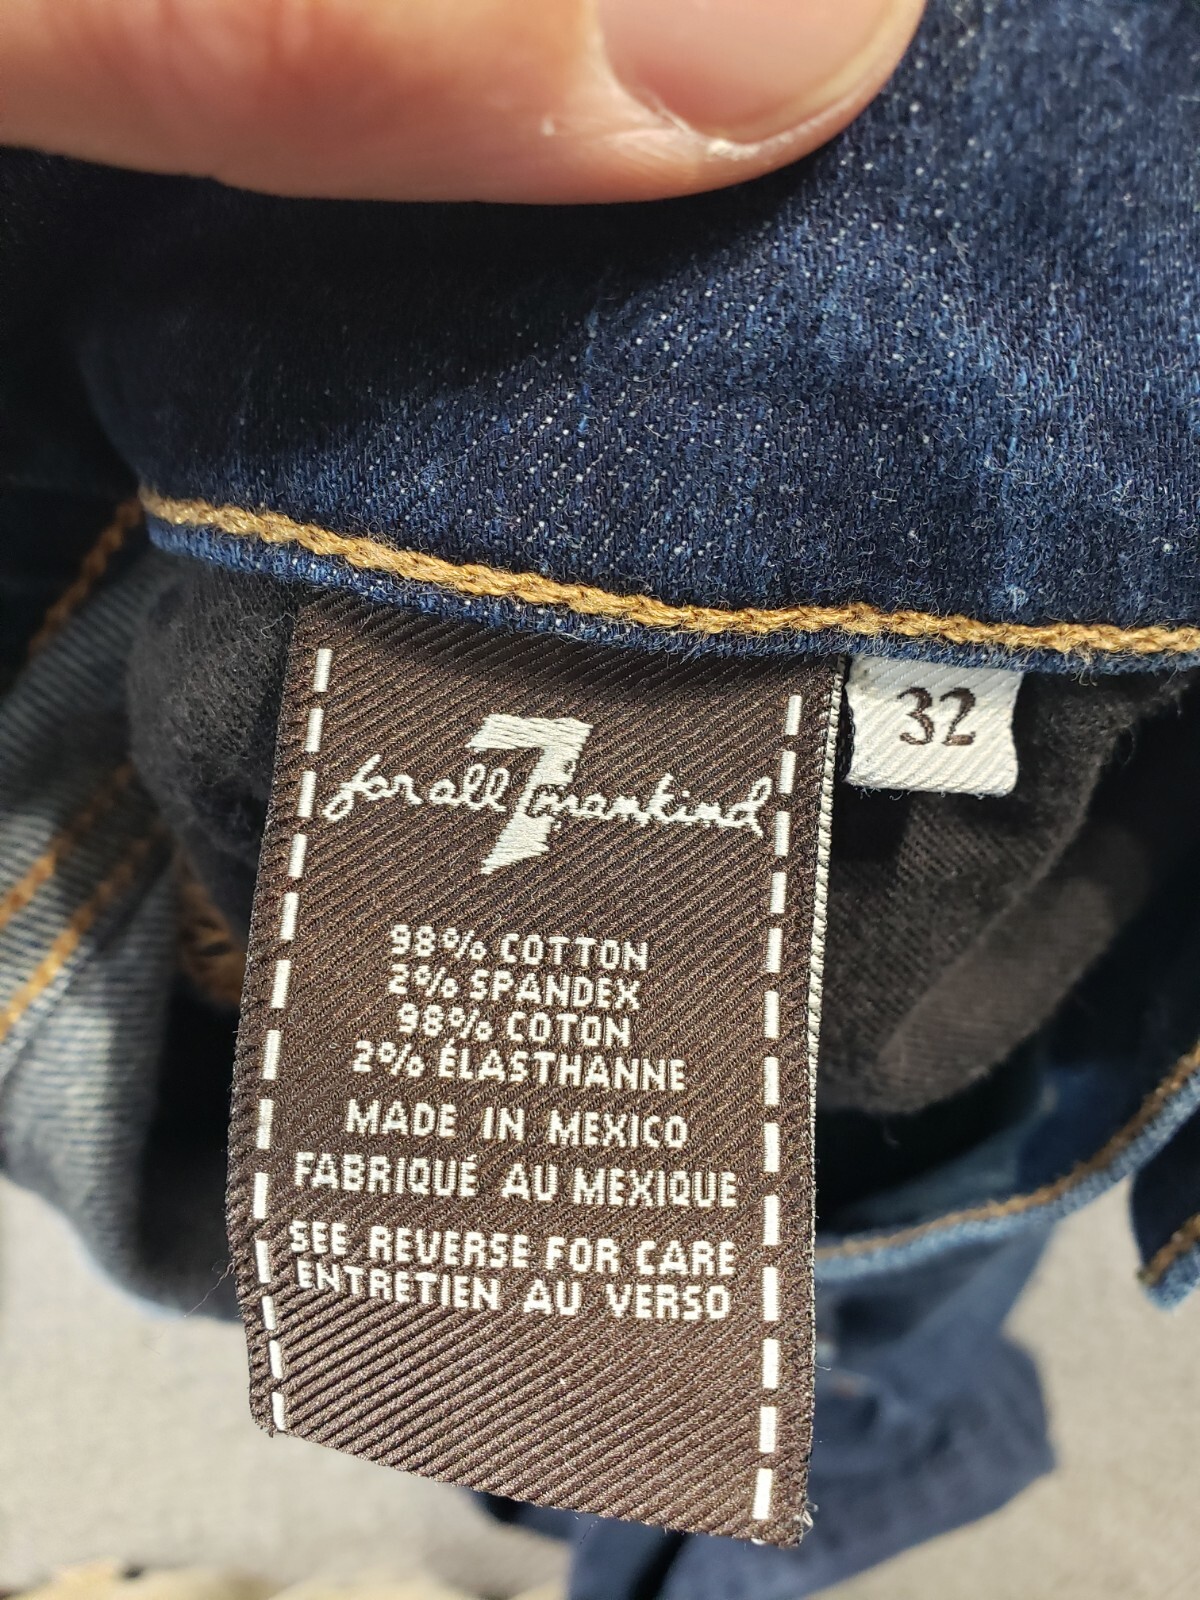 7
for all mankind
32
98% COTTON
2% SPANDEX
98% COTON
2% ÉLASTHANNE
MADE IN MEXICO
FABRIQUÉ AU MEXIQUE
SEE REVERSE FOR CARE
ENTRETIEN AU VERSO